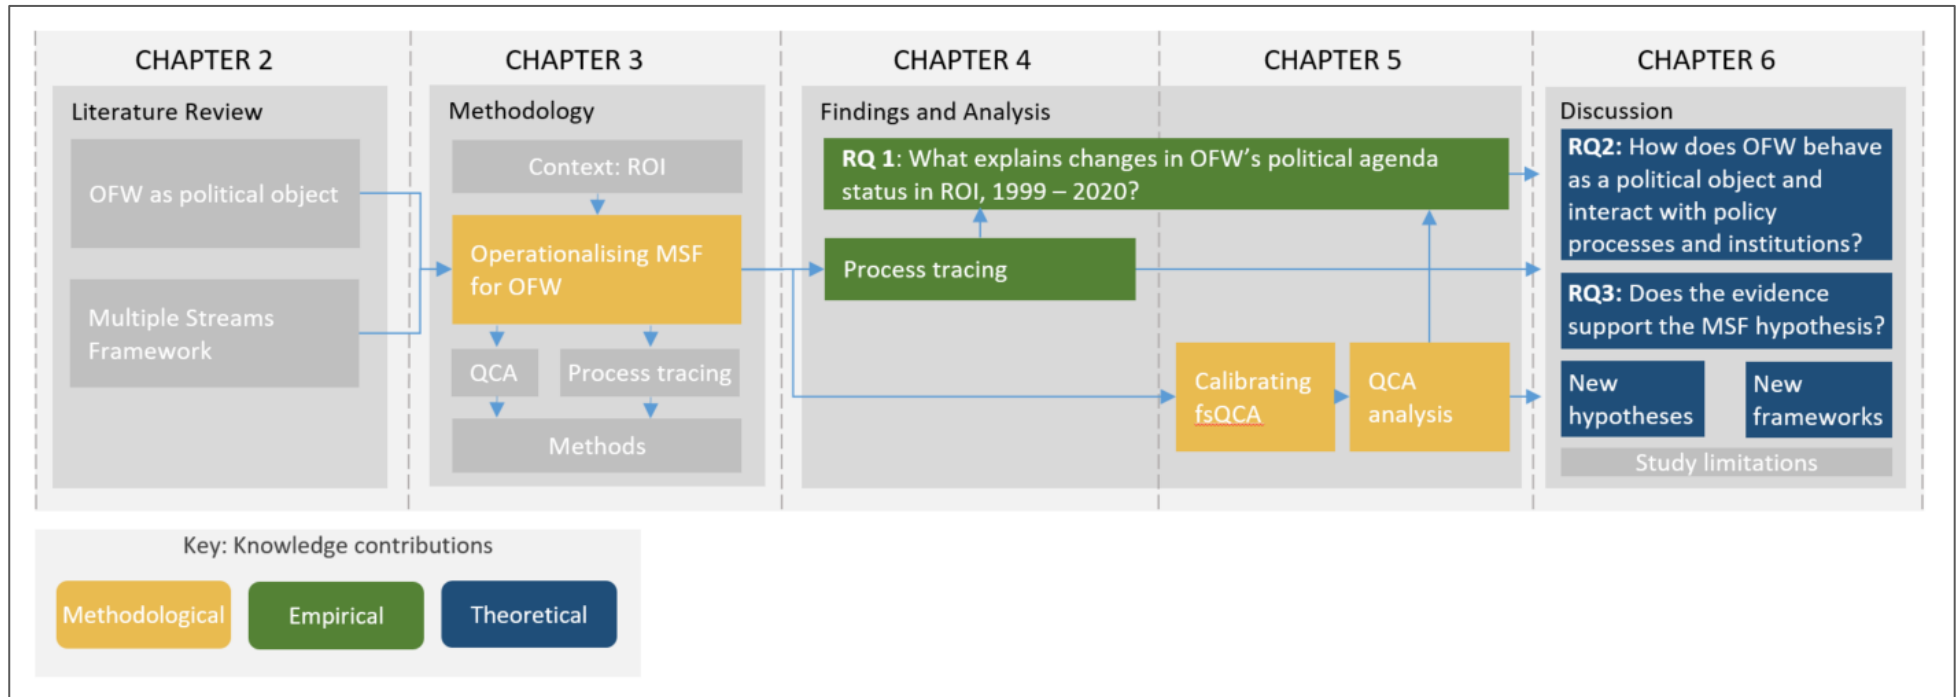 CHAPTER 2
Literature Review
OFW as political object
Multiple Streams
Framework
CHAPTER 3
Methodology
Context: ROI
Operationalising MSF
for OFW
QCA
Process tracing
Methods
CHAPTER 4
CHAPTER 5
Findings and Analysis
RQ 1: What explains changes in OFW's political agenda
status in ROI, 1999 – 2020?
Process tracing
Calibrating
fsQCA
QCA
analysis
CHAPTER 6
Discussion
RQ2: How does OFW behave
as a political object and
interact with policy
processes and institutions?
RQ3: Does the evidence
support the MSF hypothesis?
New
hypotheses
New
frameworks
Study limitations
Key: Knowledge contributions
Methodological
Empirical
Theoretical